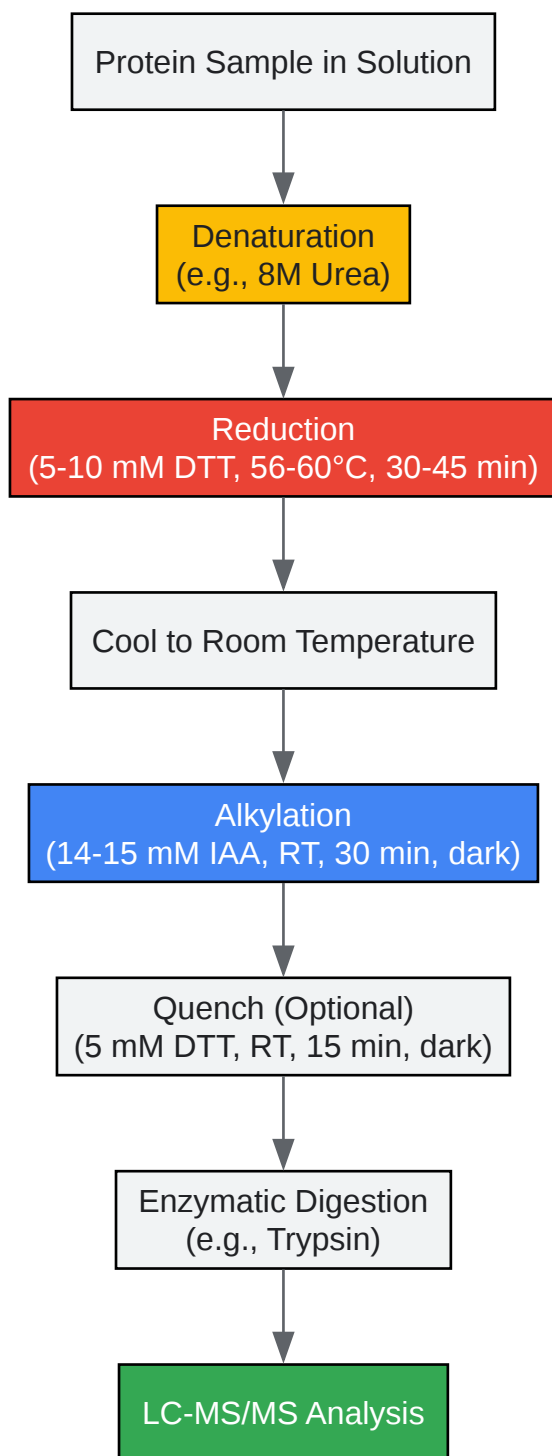 Protein Sample in Solution
Denaturation
(e.g., 8M Urea)
Reduction
(5-10 mM DTT, 56-60°C, 30-45 min)
Cool to Room Temperature
Alkylation
(14-15 mM IAA, RT, 30 min, dark)
Quench (Optional)
(5 mM DTT, RT, 15 min, dark)
Enzymatic Digestion
(e.g., Trypsin)
LC-MS/MS Analysis